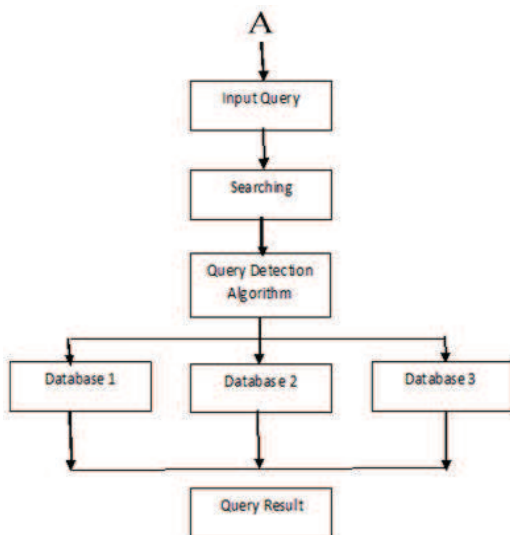 A
Input Query
Searching
Query Detection
Algorithm
Database 1
Database 2
Database 3
Query Result